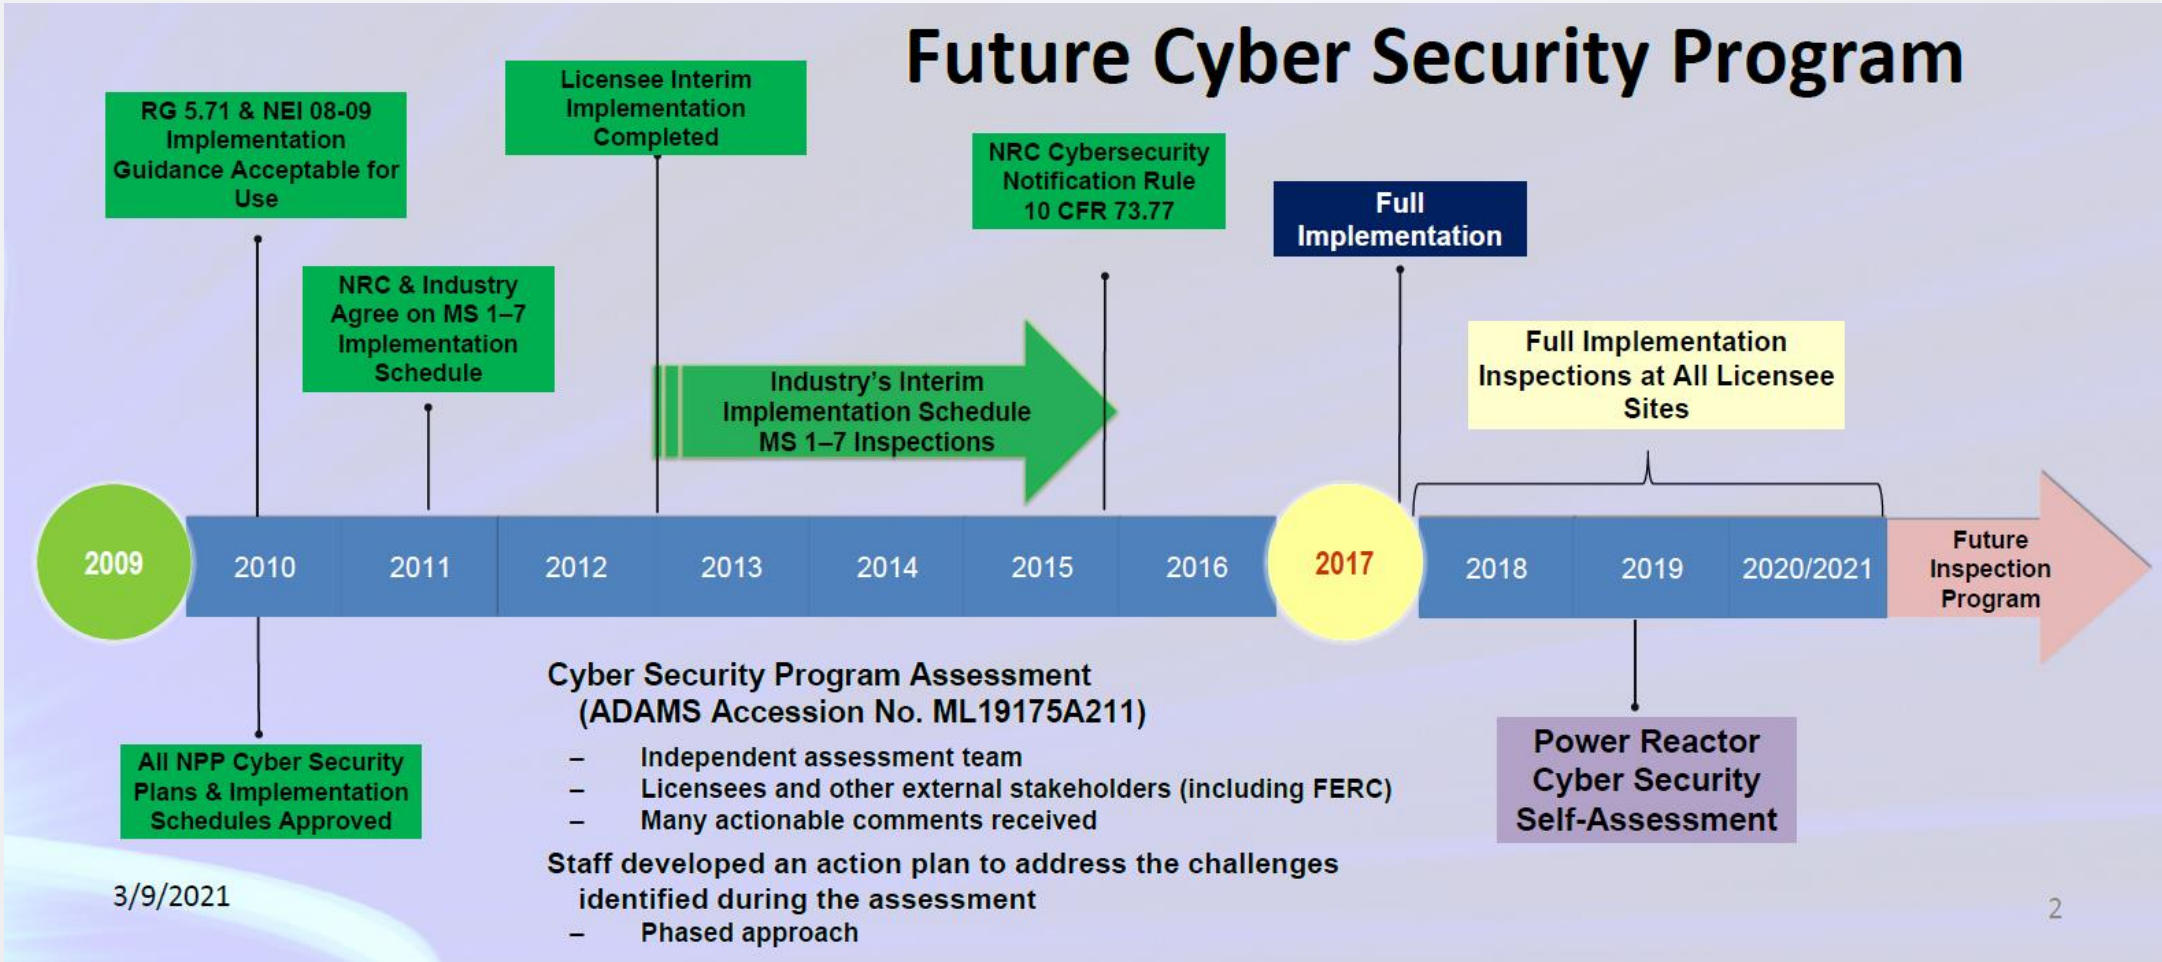 Future Cyber Security Program
RG 5.71 & NEI 08-09
Implementation
Guidance Acceptable for
Use
NRC & Industry
Agree on MS 1–7
Implementation
Schedule
Licensee Interim
Implementation
Completed
Industry's Interim
Implementation Schedule
MS 1–7 Inspections
NRC Cybersecurity
Notification Rule
10 CFR 73.77
Full
Implementation
Full Implementation
Inspections at All Licensee
Sites
2009
2010
2011
2012
2013
2014
2015
2016
2017
2018
2019
2020/2021
Future
Inspection
Program
All NPP Cyber Security
Plans & Implementation
Schedules Approved
Cyber Security Program Assessment
(ADAMS Accession No. ML19175A211)
– Independent assessment team
– Licensees and other external stakeholders (including FERC)
– Many actionable comments received
Staff developed an action plan to address the challenges
identified during the assessment
– Phased approach
Power Reactor
Cyber Security
Self-Assessment
3/9/2021
2